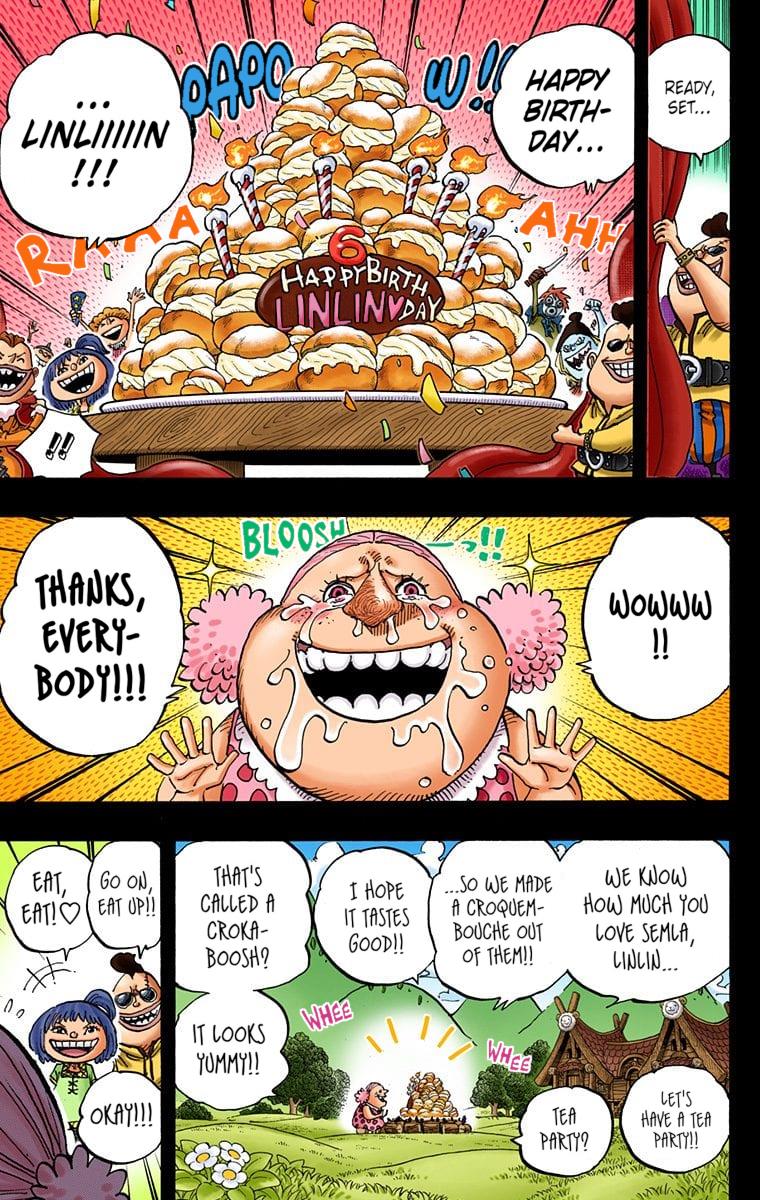 READY,
SET...
HAPPY
BIRTH-
DAY...
...
LINLIIIIIN
!!!
PAPO
W!!
RAAAA
AHH
6
HAPPY BIRTH
LINLIN♥DAY
!!
WOWWW
!!
BLOOSH
!!
THANKS,
EVERY-
BODY!!!
WE KNOW
HOW MUCH YOU
LOVE SEMLA,
LINLIN...
...SO WE MADE
A CROQUEM-
BOUCHE OUT
OF THEM!!
I HOPE
IT TASTES
GOOD!!
THAT'S
CALLED A
CROKA-
BOOSH?
IT LOOKS
YUMMY!!
WHEE
WHEE
LET'S
HAVE A TEA
PARTY!!
TEA
PARTY?
GO ON,
EAT UP!!
EAT,
EAT!♡
OKAY!!!